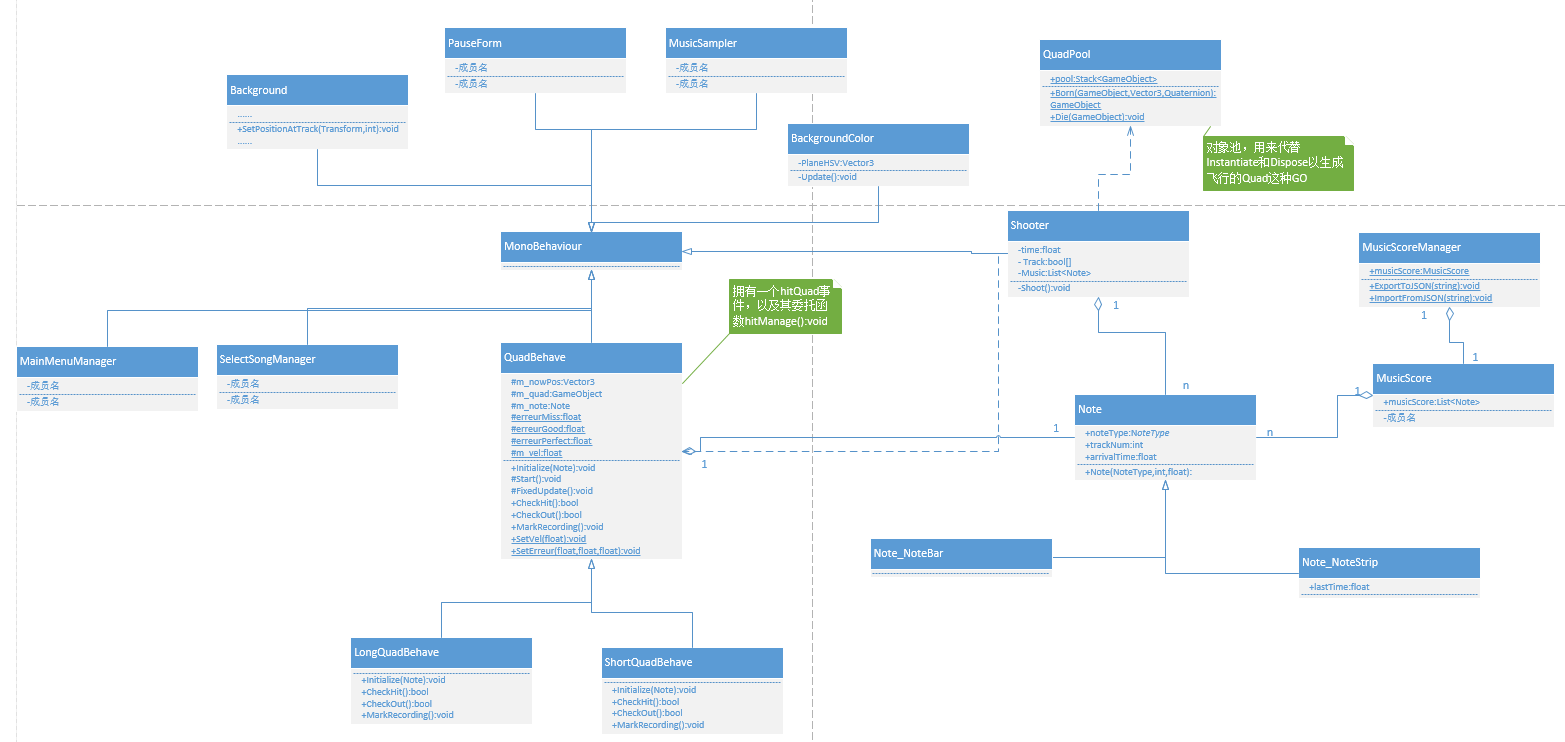 PauseForm
-成员名
-成员名
MusicSampler
-成员名
-成员名
QuadPool
+pool:Stack<GameObject>
+Born(GameObject,Vector3,Quaternion):
GameObject
+Die(GameObject):void
Background
......
+SetPositionAtTrack(Transform,int):void
......
BackgroundColor
-PlaneHSV:Vector3
-Update():void
对象池，用来代替
Instantiate和Dispose以生成
飞行的Quad这种GO
MonoBehaviour
Shooter
-time:float
- Track:bool[]
-Music:List<Note>
-Shoot():void
1
n
MusicScoreManager
+musicScore:MusicScore
+ExportToJSON(string):void
+ImportFromJSON(string):void
1
1
拥有一个hitQuad事
件，以及其委托函
数hitManage():void
MainMenuManager
-成员名
-成员名
SelectSongManager
-成员名
-成员名
QuadBehave
#m_nowPos:Vector3
#m_quad:GameObject
#m_note:Note
#erreurMiss:float
#erreurGood:float
#erreurPerfect:float
#m_vel:float
+Initialize(Note):void
#Start():void
#FixedUpdate():void
+CheckHit():bool
+CheckOut():bool
+MarkRecording():void
+SetVel(float):void
+SetErreur(float,float,float):void
1
1
MusicScore
+musicScore:List<Note>
-成员名
1
n
Note
+noteType:NoteType
+trackNum:int
+arrivalTime:float
+Note(NoteType,int,float):
Note_NoteBar
Note_NoteStrip
+lastTime:float
LongQuadBehave
+Initialize(Note):void
+CheckHit():bool
+CheckOut():bool
+MarkRecording():void
ShortQuadBehave
+Initialize(Note):void
+CheckHit():bool
+CheckOut():bool
+MarkRecording():void